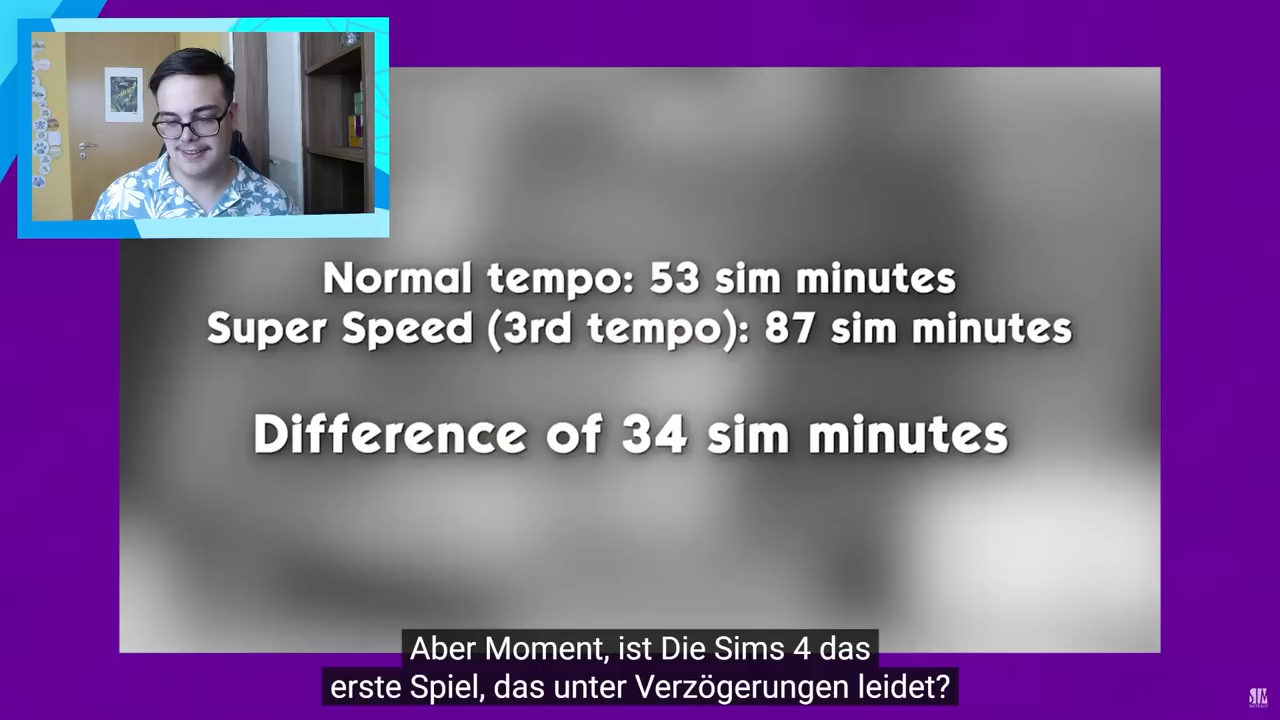 Normal tempo: 53 sim minutes
Super Speed (3rd tempo): 87 sim minutes
Difference of 34 sim minutes
Aber Moment, ist Die Sims 4 das
erste Spiel, das unter Verzögerungen leidet?
SIM